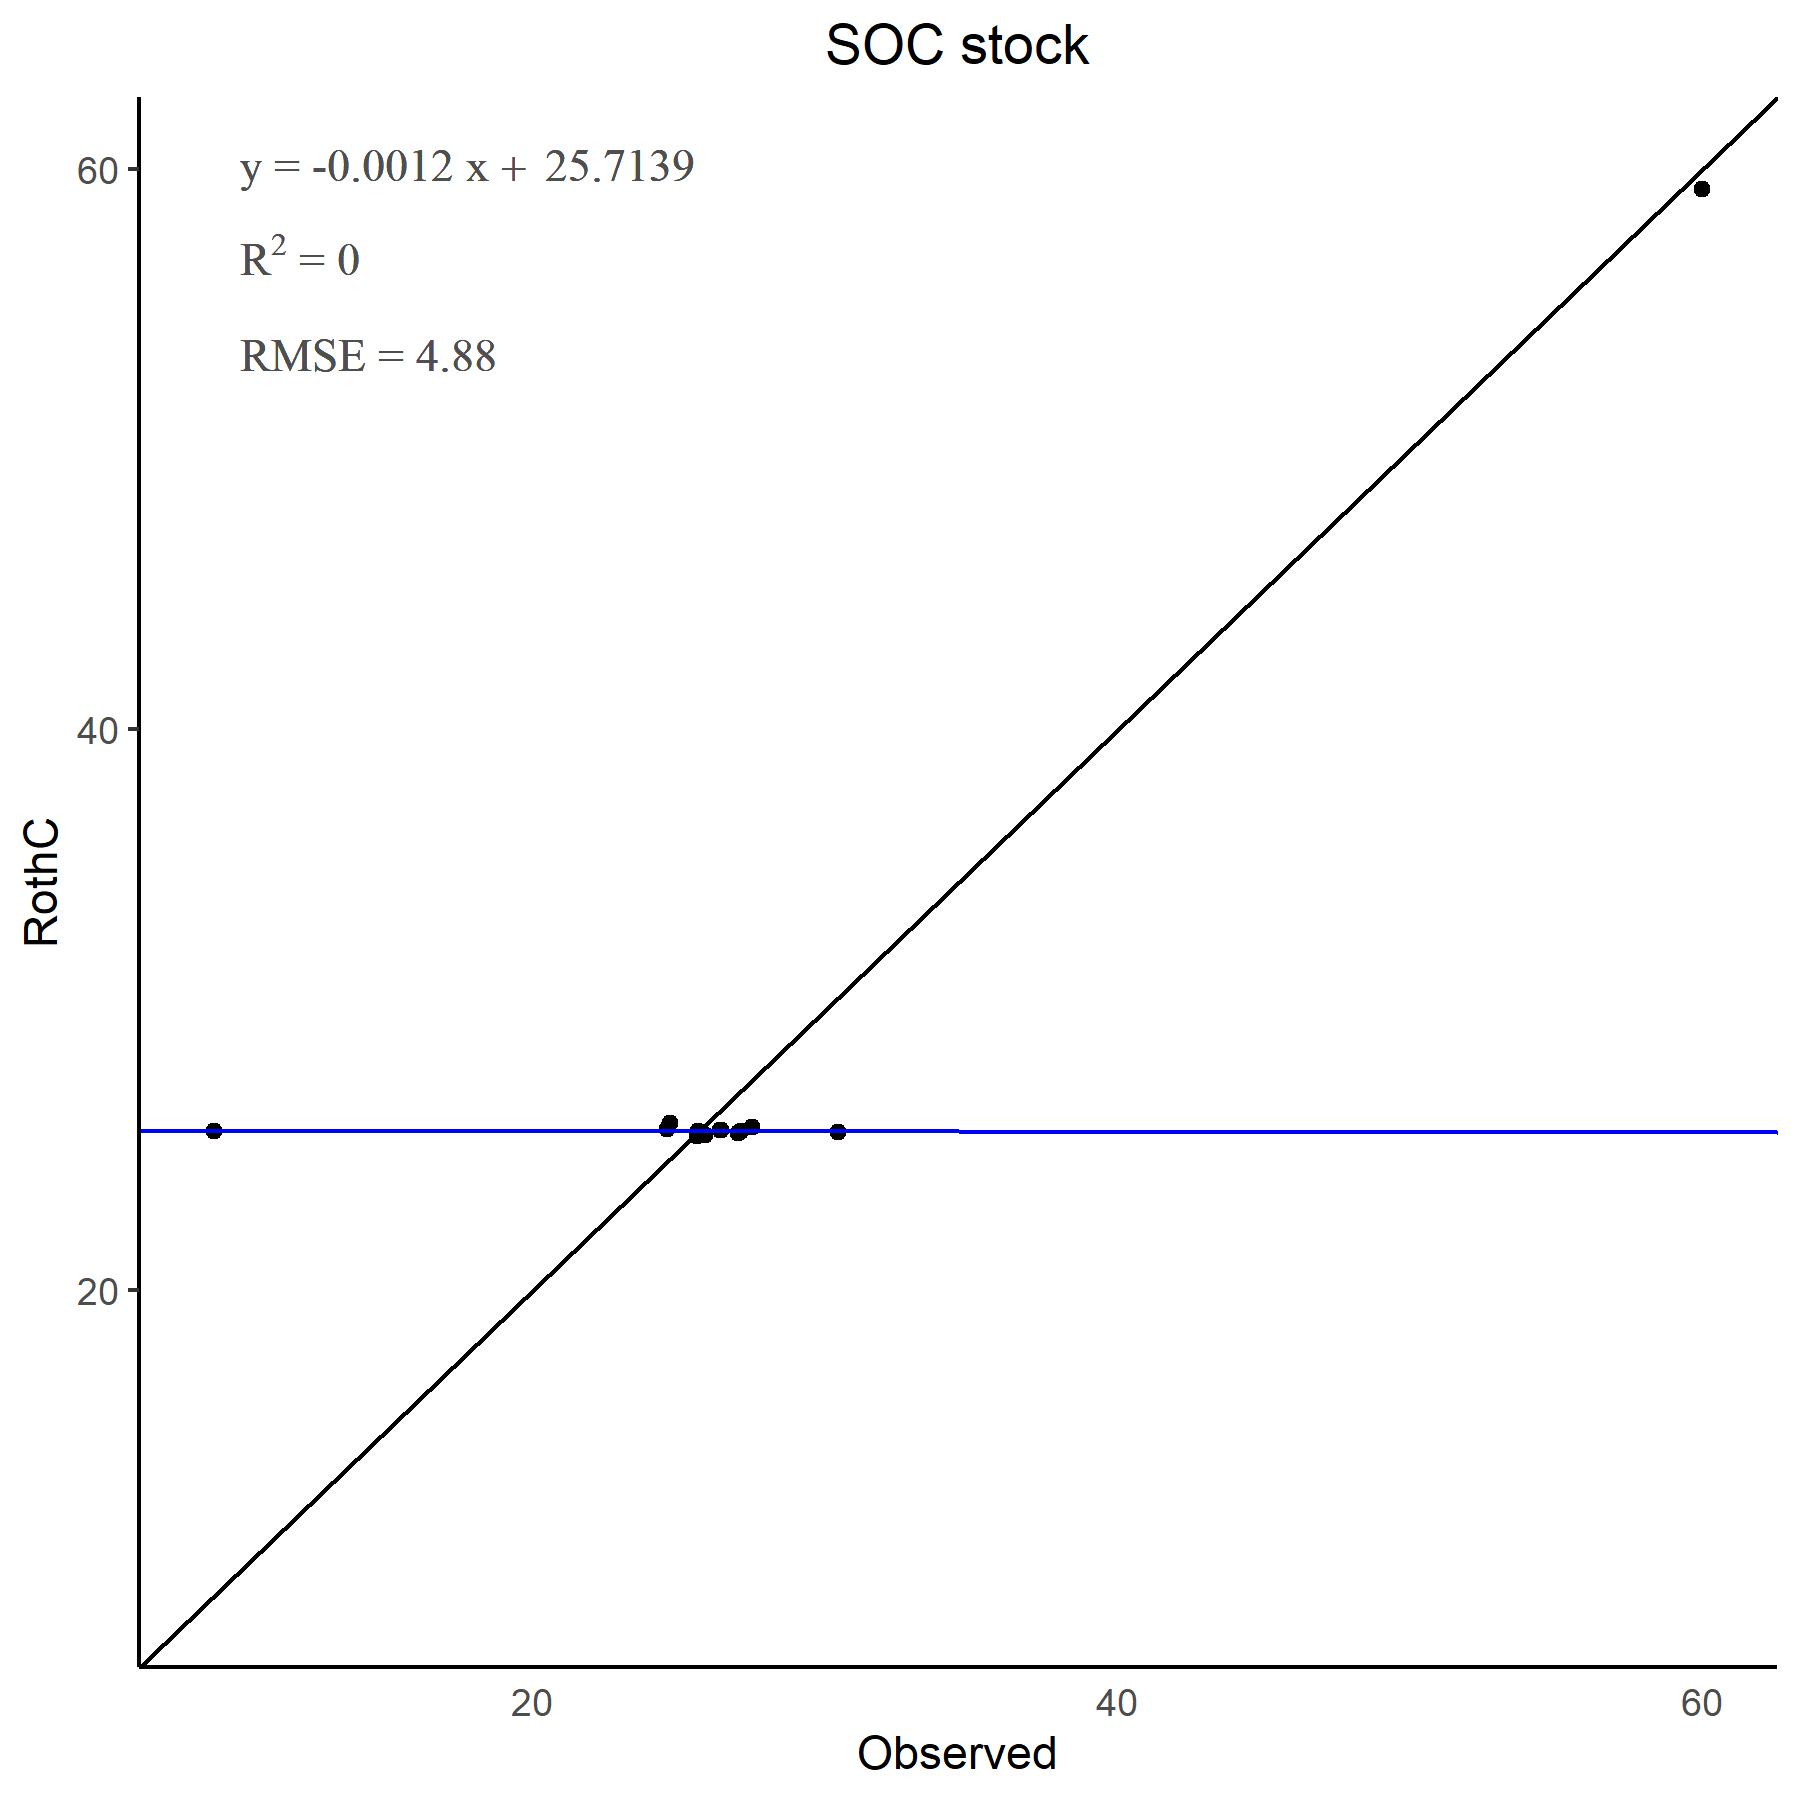 SOC stock
y = -0.0012 x + 25.7139
R² = 0
RMSE = 4.88
60
40
20
RothC
20 40 60
Observed